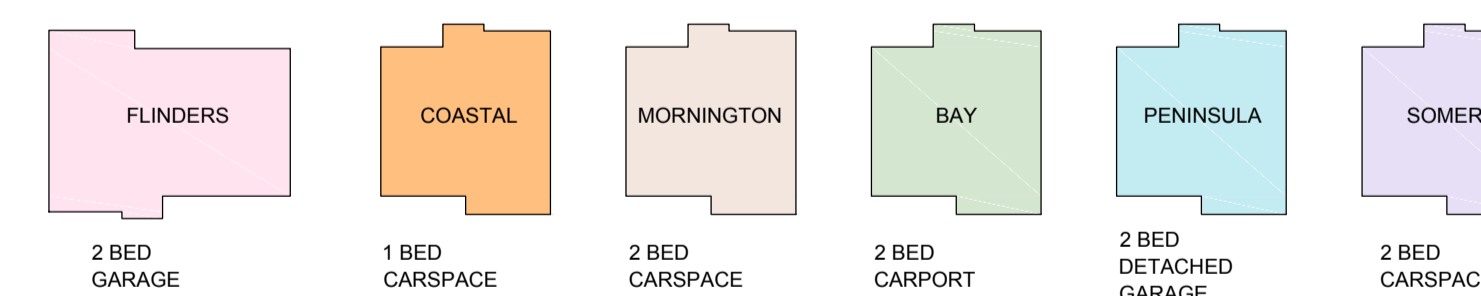 FLINDERS
COASTAL
MORNINGTON
BAY
PENINSULA
2 BED
GARAGE
1 BED
CARSPACE
2 BED
CARSPACE
2 BED
CARPORT
2 BED
DETACHED
GARAGE
2 BED